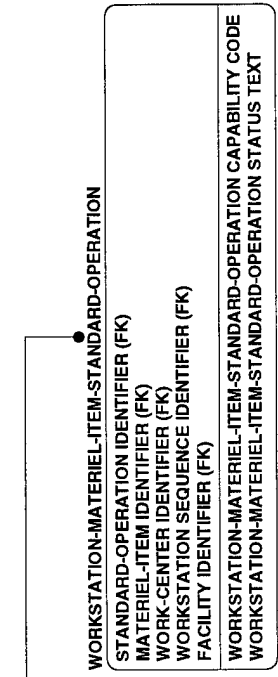 WORKSTATION-MATERIEL-ITEM-STANDARD-OPERATION
STANDARD-OPERATION IDENTIFIER (FK)
MATERIEL-ITEM IDENTIFIER (FK)
WORK-CENTER IDENTIFIER (FK)
WORKSTATION SEQUENCE IDENTIFIER (FK)
FACILITY IDENTIFIER (FK)
WORKSTATION-MATERIEL-ITEM-STANDARD-OPERATION CAPABILITY CODE
WORKSTATION-MATERIEL-ITEM-STANDARD-OPERATION STATUS TEXT